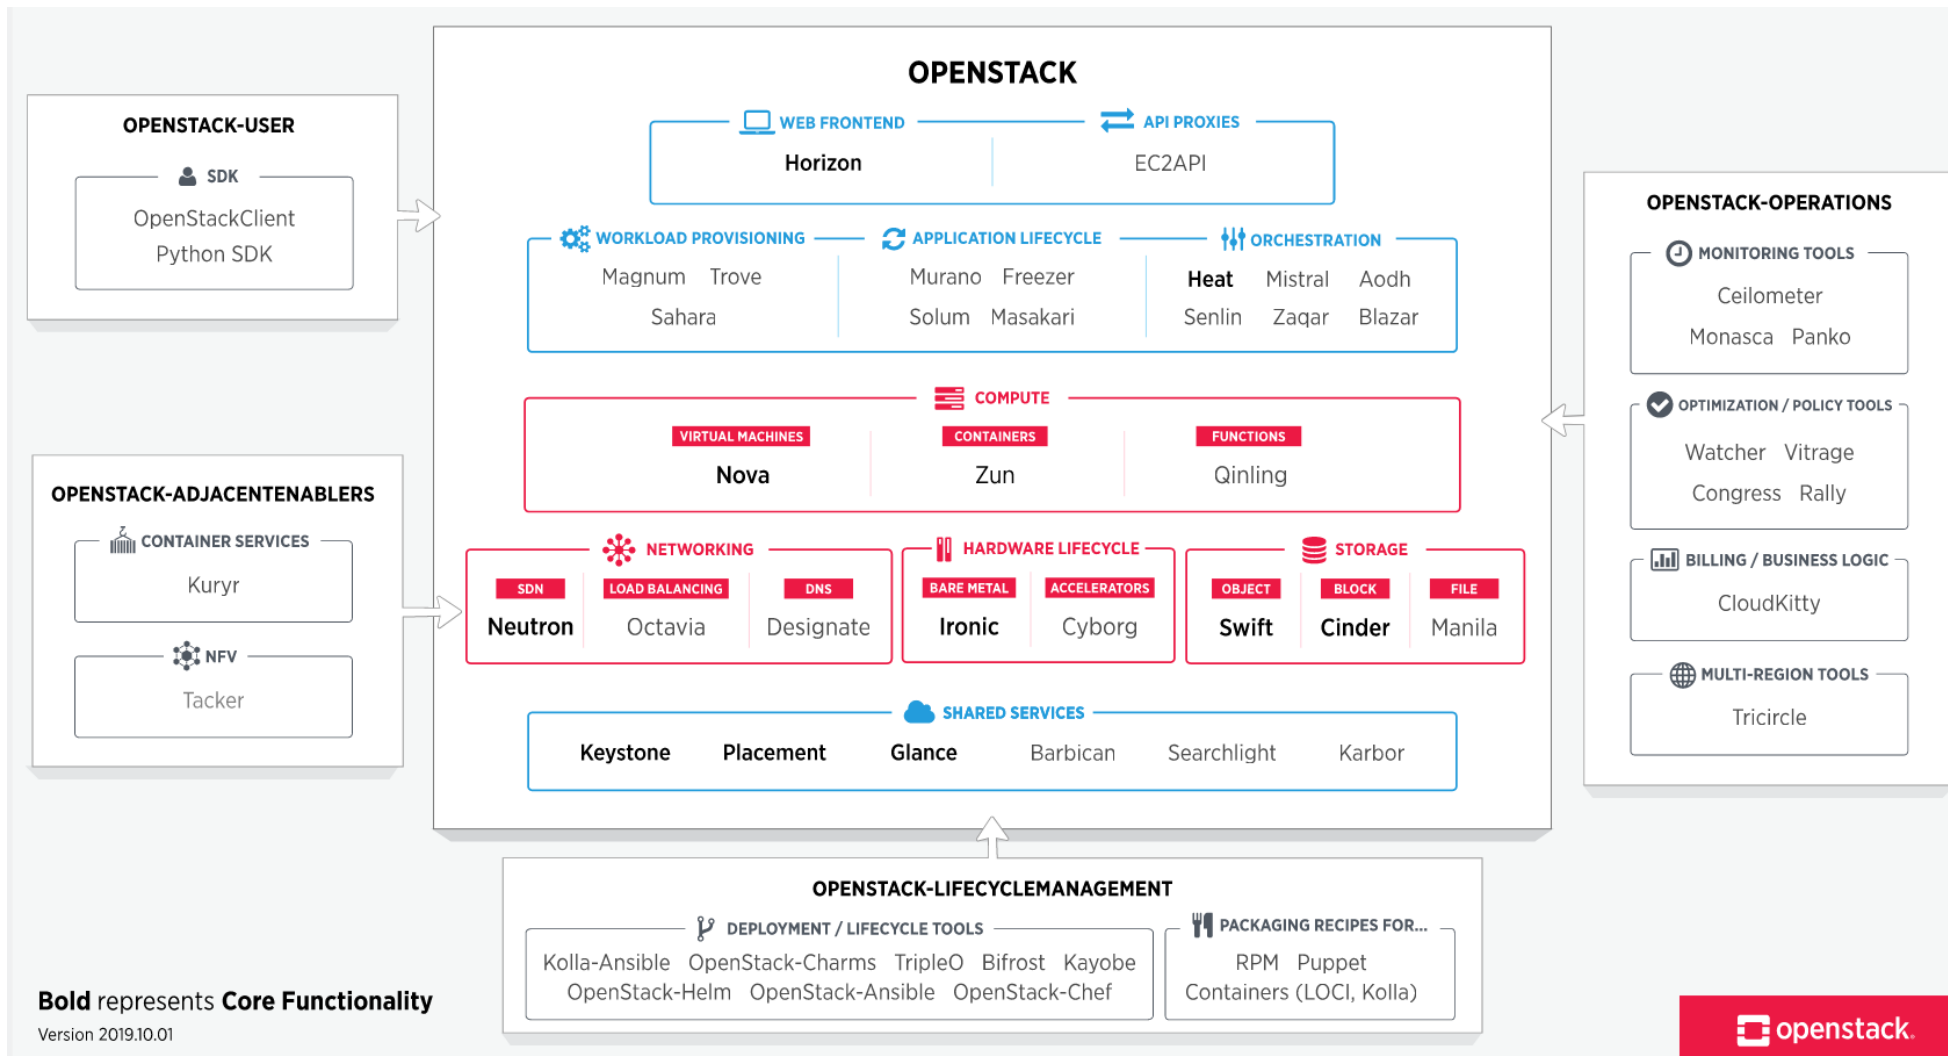 OPENSTACK
WEB FRONTEND
Horizon
API PROXIES
EC2API
WORKLOAD PROVISIONING
Magnum Trove
Sahara
APPLICATION LIFECYCLE
Murano Freezer
Solum Masakari
ORCHESTRATION
Heat Mistral Aodh
Senlin Zaqar Blazar
COMPUTE
VIRTUAL MACHINES
Nova
CONTAINERS
Zun
FUNCTIONS
Qinling
NETWORKING
SDN
Neutron
LOAD BALANCING
Octavia
DNS
Designate
HARDWARE LIFECYCLE
BARE METAL
Ironic
ACCELERATORS
Cyborg
STORAGE
OBJECT
Swift
BLOCK
Cinder
FILE
Manila
SHARED SERVICES
Keystone Placement Glance Barbican Searchlight Karbor
OPENSTACK-USER
SDK
OpenStackClient
Python SDK
OPENSTACK-ADJACENTENABLERS
CONTAINER SERVICES
Kuryr
NFV
Tacker
OPENSTACK-OPERATIONS
MONITORING TOOLS
Ceilometer
Monasca Panko
OPTIMIZATION / POLICY TOOLS
Watcher Vitrage
Congress Rally
BILLING / BUSINESS LOGIC
CloudKitty
MULTI-REGION TOOLS
Tricircle
OPENSTACK-LIFECYCLEMANAGEMENT
DEPLOYMENT / LIFECYCLE TOOLS
Kolla-Ansible OpenStack-Charms TripleO Bifrost Kayobe
OpenStack-Helm OpenStack-Ansible OpenStack-Chef
PACKAGING RECIPES FOR...
RPM Puppet
Containers (LOCI, Kolla)
Bold represents Core Functionality
Version 2019.10.01
openstack.